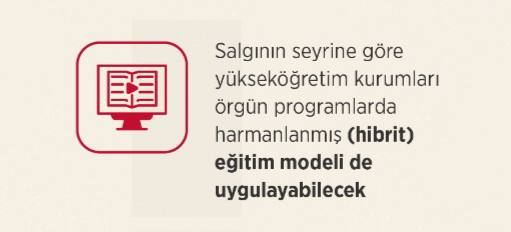 Salgının seyrine göre
yükseköğretim kurumları
örgün programlarda
harmanlanmış (hibrit)
eğitim modeli de
uygulayabilecek